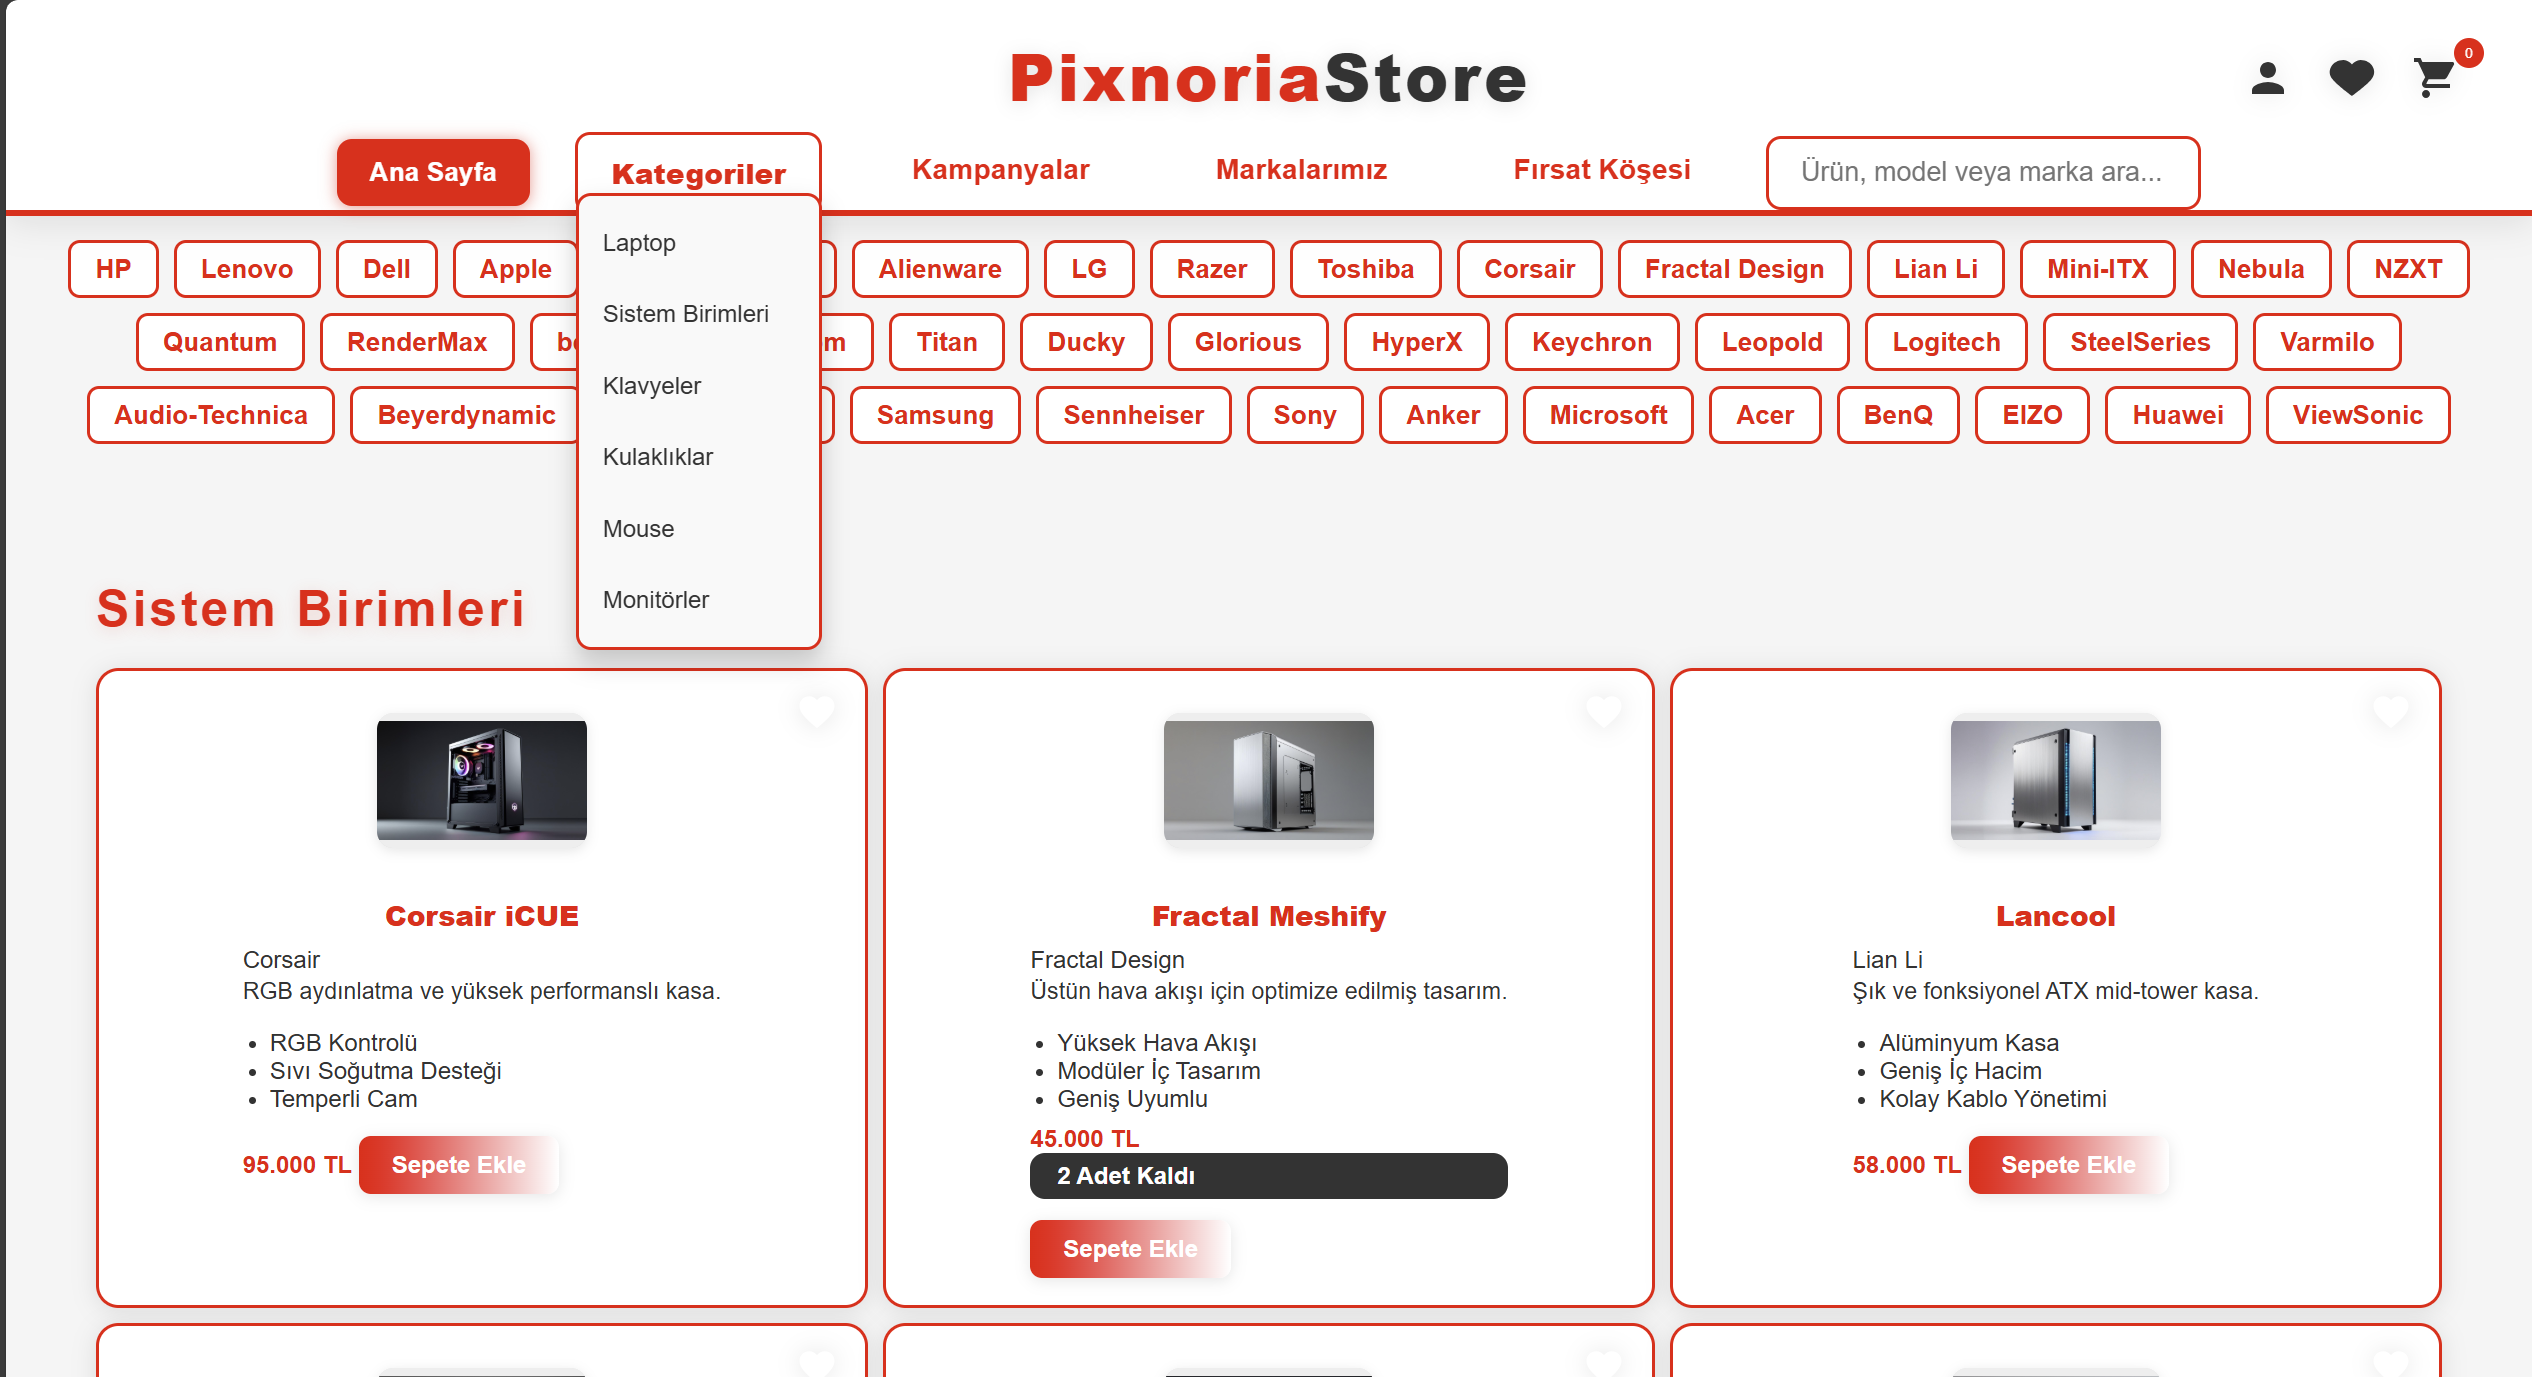 PixnoriaStore
0
Ana Sayfa
Kategoriler
Kampanyalar
Markalarımız
Fırsat Köşesi
Ürün, model veya marka ara...
Laptop
Sistem Birimleri
Klavyeler
Kulaklıklar
Mouse
Monitörler
HP Lenovo Dell Apple Alienware LG Razer Toshiba Corsair Fractal Design Lian Li Mini-ITX Nebula NZXT
Quantum RenderMax Titan Ducky Glorious HyperX Keychron Leopold Logitech SteelSeries Varmilo
Audio-Technica Beyerdynamic Samsung Sennheiser Sony Anker Microsoft Acer BenQ EIZO Huawei ViewSonic
Sistem Birimleri
Corsair iCUE
Corsair
RGB aydınlatma ve yüksek performanslı kasa.
RGB Kontrolü
Sıvı Soğutma Desteği
Temperli Cam
95.000 TL Sepete Ekle
Fractal Meshify
Fractal Design
Üstün hava akışı için optimize edilmiş tasarım.
Yüksek Hava Akışı
Modüler İç Tasarım
Geniş Uyumlu
45.000 TL
2 Adet Kaldı
Sepete Ekle
Lancool
Lian Li
Şık ve fonksiyonel ATX mid-tower kasa.
Alüminyum Kasa
Geniş İç Hacim
Kolay Kablo Yönetimi
58.000 TL Sepete Ekle